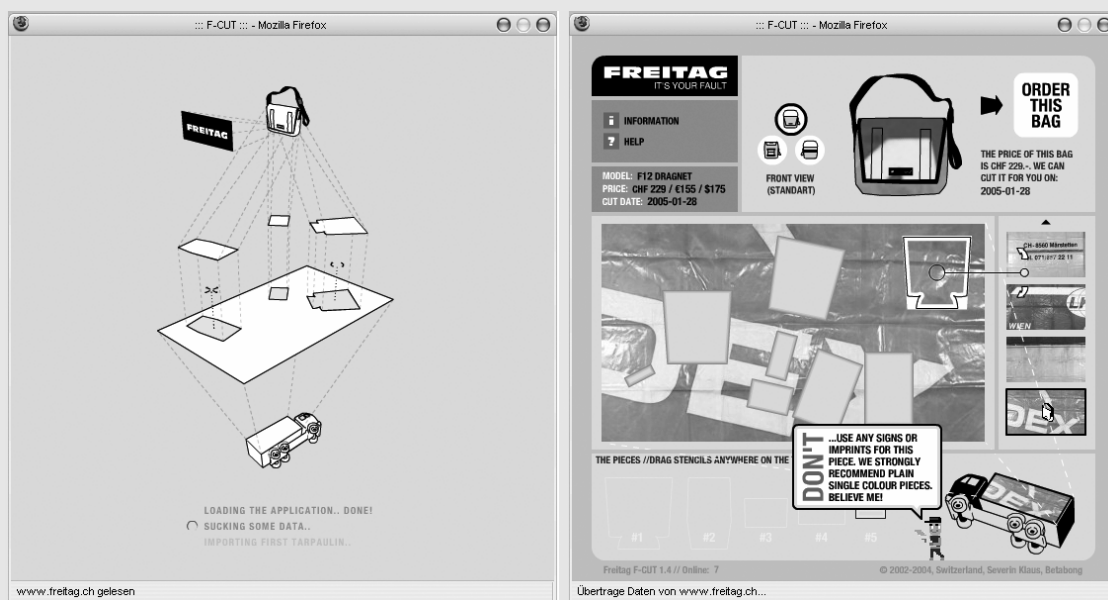 ::: F-CUT ::: - Mozilla Firefox
FREITAG
LOADING THE APPLICATION.. DONE!
SUCKING SOME DATA..
IMPORTING FIRST TARPAULIN..
www.freitag.ch gelesen
::: F-CUT ::: - Mozilla Firefox
FREITAG
IT'S YOUR FAULT
i INFORMATION
? HELP
MODEL: F12 DRAGNET
PRICE: CHF 229 / €155 / $175
CUT DATE: 2005-01-28
FRONT VIEW
(STANDART)
ORDER
THIS
BAG
THE PRICE OF THIS BAG
IS CHF 229.-. WE CAN
CUT IT FOR YOU ON:
2005-01-28
CH - 8560 Märstetten
WIEN
DEX
THE PIECES //DRAG STENCILS ANYWHERE ON THE
DON'T
...USE ANY SIGNS OR
IMPRINTS FOR THIS
PIECE. WE STRONGLY
RECOMMEND PLAIN
SINGLE COLOUR PIECES.
BELIEVE ME!
#1 #2 #3 #4 #5
DEX
Freitag F-CUT 1.4 // Online: 7
© 2002-2004, Switzerland, Severin Klaus, Betabong
Übertrage Daten von www.freitag.ch...